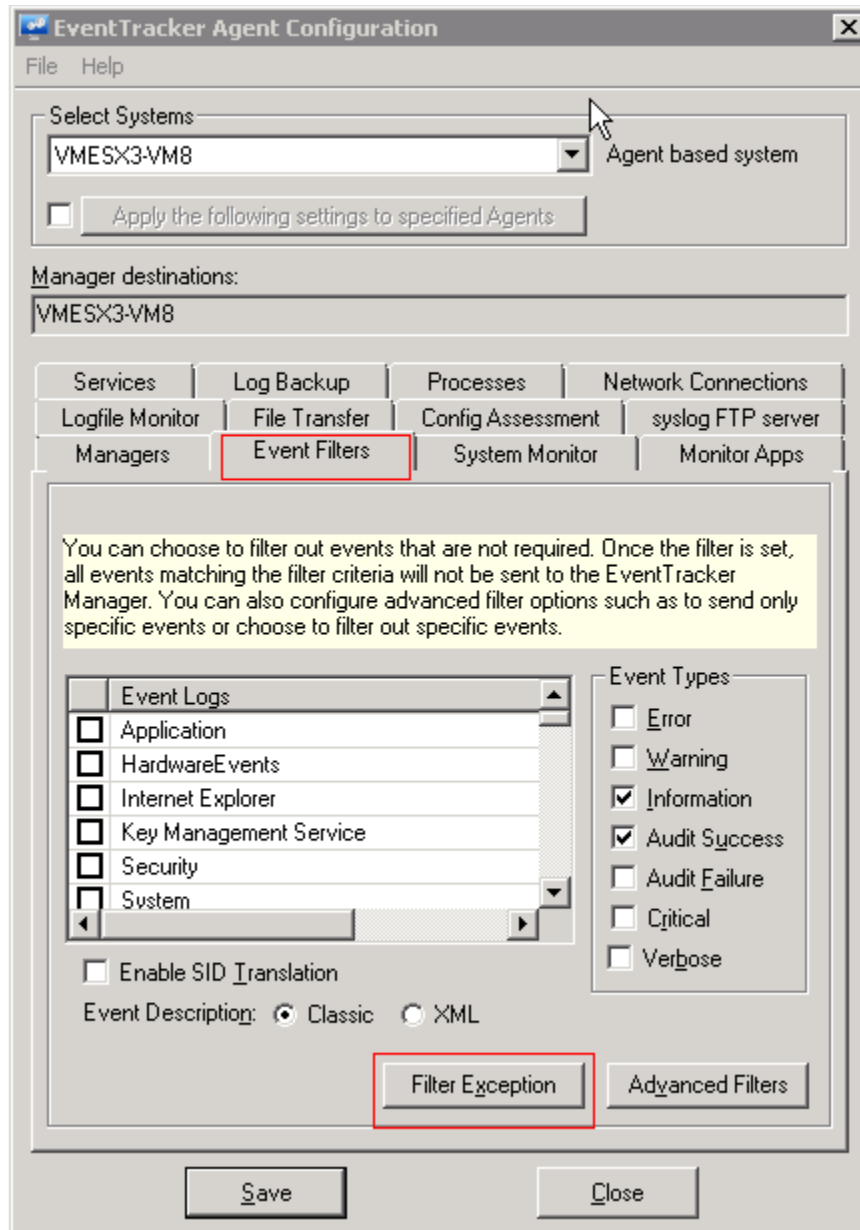 EventTracker Agent Configuration
File Help
Select Systems
VMESX3-VM8
Agent based system
Apply the following settings to specified Agents
Manager destinations:
VMESX3-VM8
Services Log Backup Processes Network Connections
Logfile Monitor File Transfer Config Assessment syslog FTP server
Managers Event Filters System Monitor Monitor Apps
You can choose to filter out events that are not required. Once the filter is set,
all events matching the filter criteria will not be sent to the EventTracker
Manager. You can also configure advanced filter options such as to send only
specific events or choose to filter out specific events.
Event Logs
Application
HardwareEvents
Internet Explorer
Key Management Service
Security
System
Event Types
Error
Warning
Information
Audit Success
Audit Failure
Critical
Verbose
Enable SID Translation
Event Description: Classic XML
Filter Exception Advanced Filters
Save Close